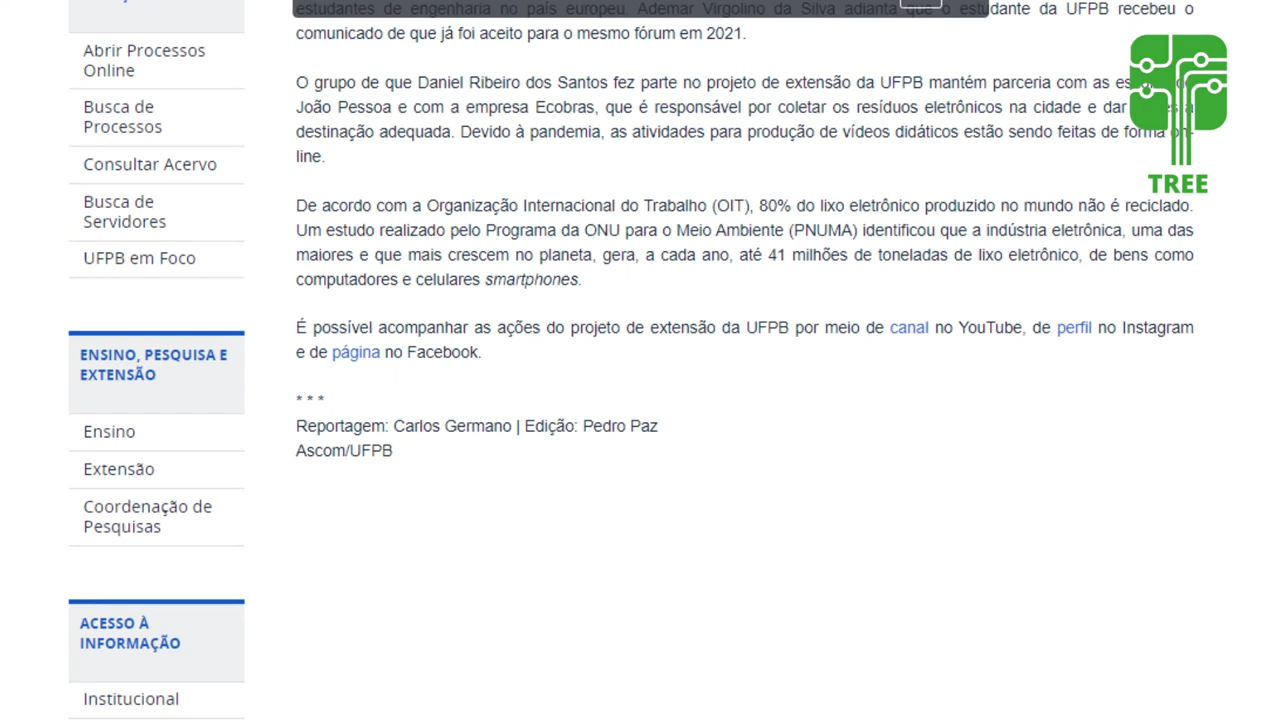 Abrir Processos
Online
Busca de
Processos
Consultar Acervo
Busca de
Servidores
UFPB em Foco
ENSINO, PESQUISA E
EXTENSÃO
Ensino
Extensão
Coordenação de
Pesquisas
ACESSO À
INFORMAÇÃO
Institucional
estudantes de engenharia no país europeu. Ademar Virgolino da Silva adianta que o estudante da UFPB recebeu o
comunicado de que já foi aceito para o mesmo fórum em 2021.
O grupo de que Daniel Ribeiro dos Santos fez parte no projeto de extensão da UFPB mantém parceria com as
João Pessoa e com a empresa Ecobras, que é responsável por coletar os resíduos eletrônicos na cidade e dar
destinação adequada. Devido à pandemia, as atividades para produção de vídeos didáticos estão sendo feitas de forma on-
line.
De acordo com a Organização Internacional do Trabalho (OIT), 80% do lixo eletrônico produzido no mundo não é reciclado.
Um estudo realizado pelo Programa da ONU para o Meio Ambiente (PNUMA) identificou que a indústria eletrônica, uma das
maiores e que mais crescem no planeta, gera, a cada ano, até 41 milhões de toneladas de lixo eletrônico, de bens como
computadores e celulares smartphones.
É possível acompanhar as ações do projeto de extensão da UFPB por meio de canal no YouTube, de perfil no Instagram
e de página no Facebook.
* * *
Reportagem: Carlos Germano | Edição: Pedro Paz
Ascom/UFPB
TREE